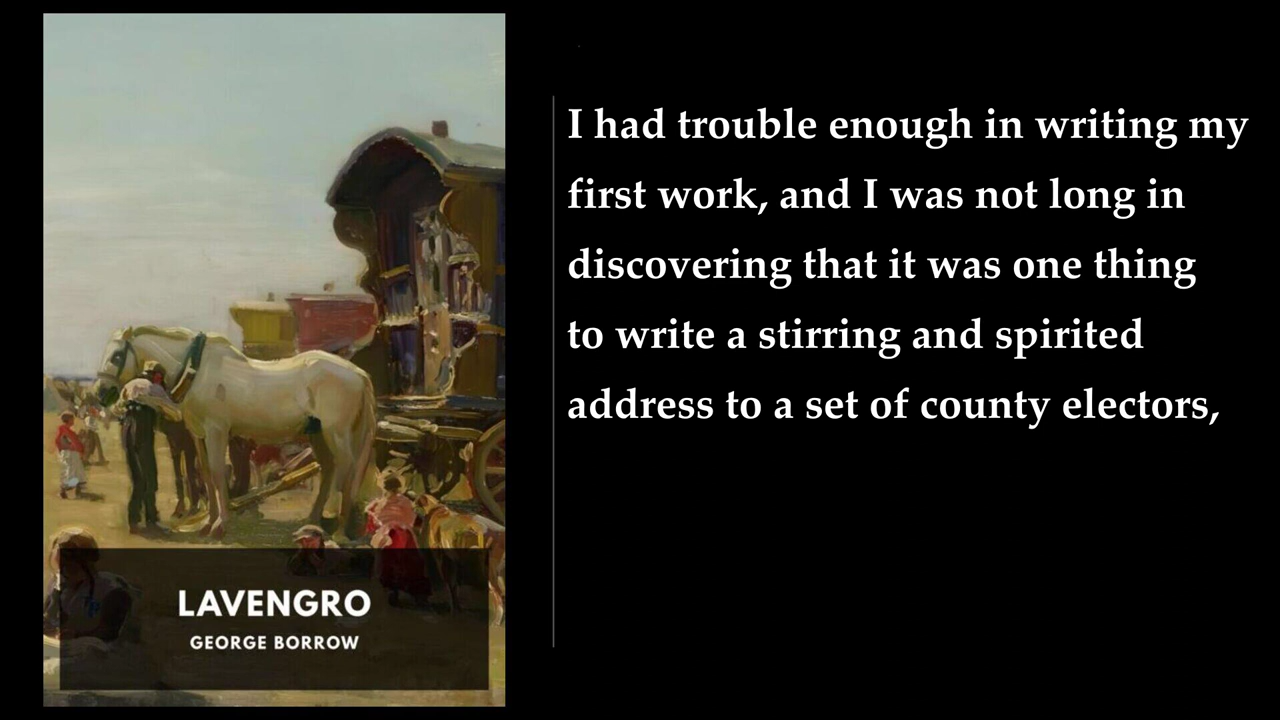 I had trouble enough in writing my
first work, and I was not long in
discovering that it was one thing
to write a stirring and spirited
address to a set of county electors,
LAVENGRO
GEORGE BORROW